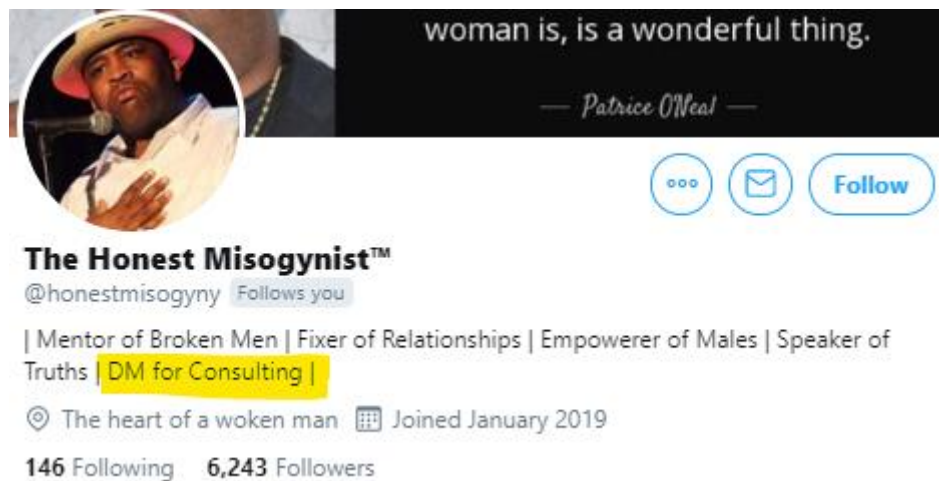 woman is, is a wonderful thing.
— Patrice O'Neal —
Follow
The Honest Misogynist™
@honestmisogyny Follows you
| Mentor of Broken Men | Fixer of Relationships | Empowerer of Males | Speaker of
Truths | DM for Consulting |
The heart of a woken man Joined January 2019
146 Following 6,243 Followers